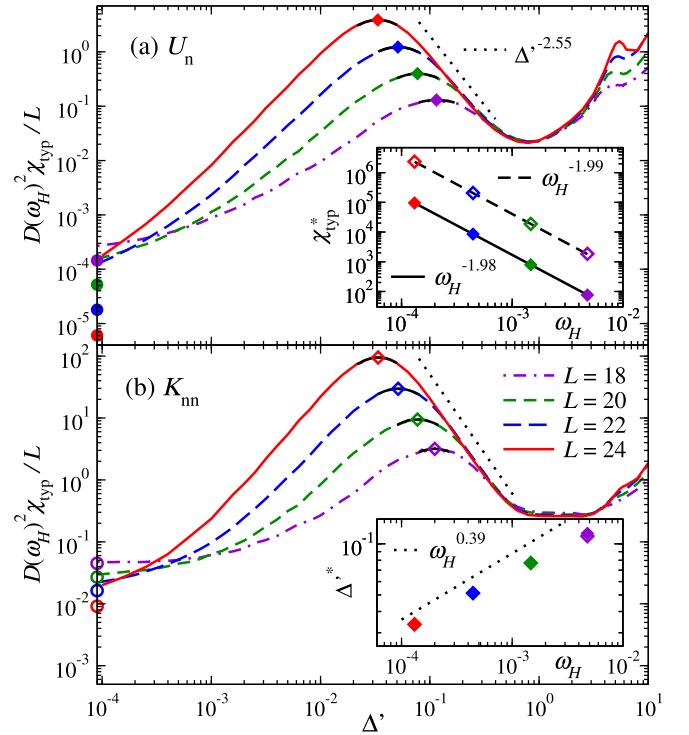 (a) Uₙ
Δ'^-2.55
D(ω_H)² χ_typ / L
10^0
10^-1
10^-2
10^-3
10^-4
10^-5
χ*_typ
10^6
10^5
10^4
10^3
10^2
ω_H^-1.99
ω_H^-1.98
10^-4 10^-3 ω_H 10^-2
(b) K_nn
L = 18
L = 20
L = 22
L = 24
D(ω_H)² χ_typ / L
10^2
10^1
10^0
10^-1
10^-2
10^-3
Δ'*
10^-1
ω_H^0.39
10^-4 10^-3 ω_H 10^-2
10^-4 10^-3 10^-2 10^-1 10^0 10^1
Δ'